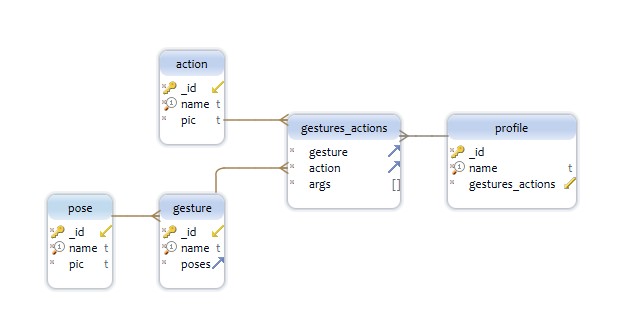 action
_id
name t
pic t
gestures_actions
gesture
action
args []
profile
_id
name t
gestures_actions
pose
_id
name t
pic t
gesture
_id
name t
poses